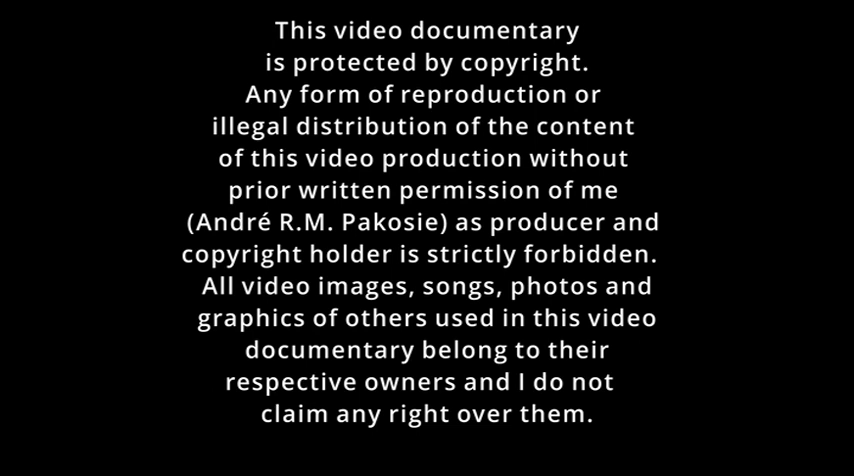 This video documentary
is protected by copyright.
Any form of reproduction or
illegal distribution of the content
of this video production without
prior written permission of me
(André R.M. Pakosie) as producer and
copyright holder is strictly forbidden.
All video images, songs, photos and
graphics of others used in this video
documentary belong to their
respective owners and I do not
claim any right over them.